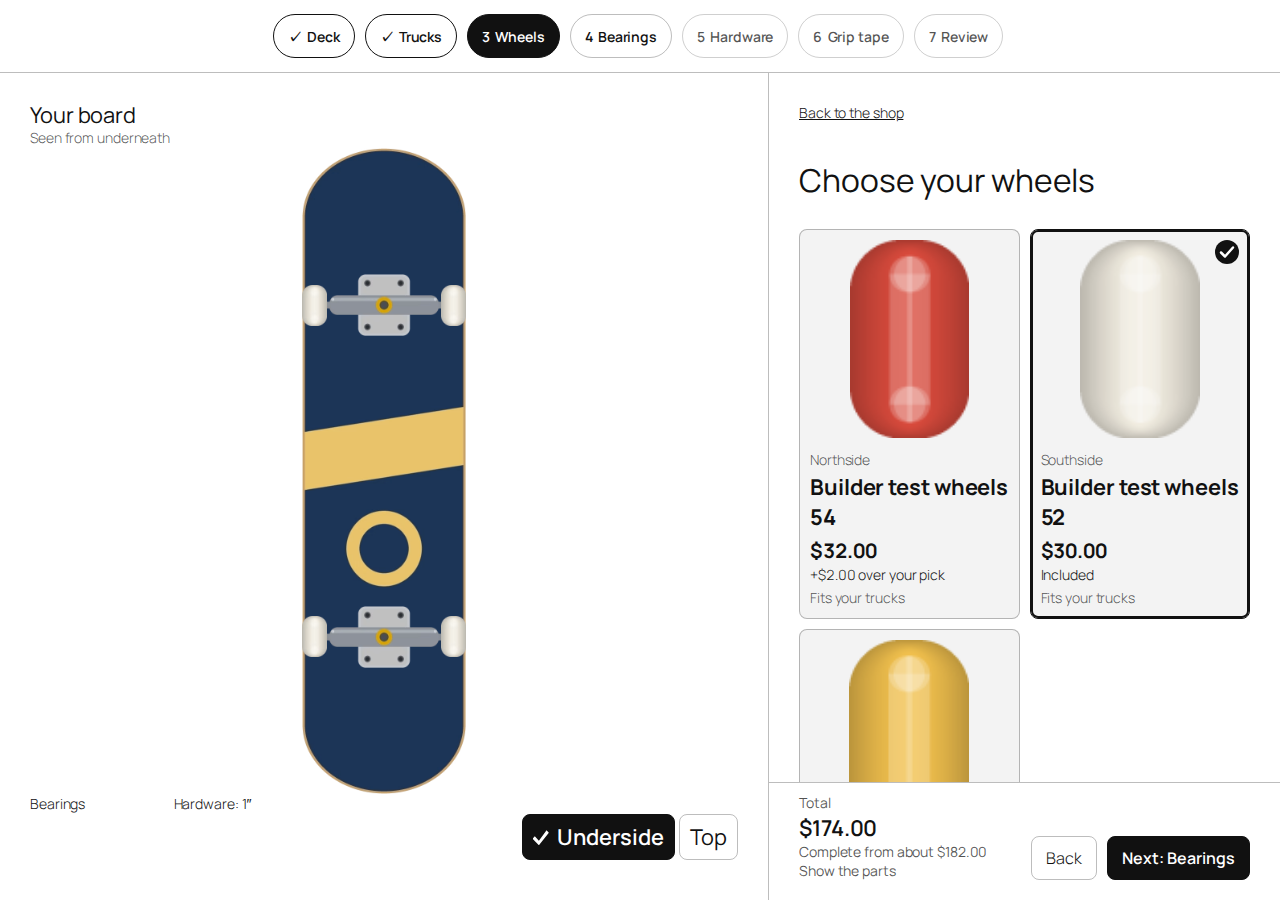 ✓ Deck
✓ Trucks
3 Wheels
4 Bearings
5 Hardware
6 Grip tape
7 Review
Your board
Seen from underneath
Bearings
Hardware: 1″
✓ Underside
Top
Back to the shop
Choose your wheels
Northside
Builder test wheels
54
$32.00
+$2.00 over your pick
Fits your trucks
Southside
Builder test wheels
52
$30.00
Included
Fits your trucks
Total
$174.00
Complete from about $182.00
Show the parts
Back
Next: Bearings